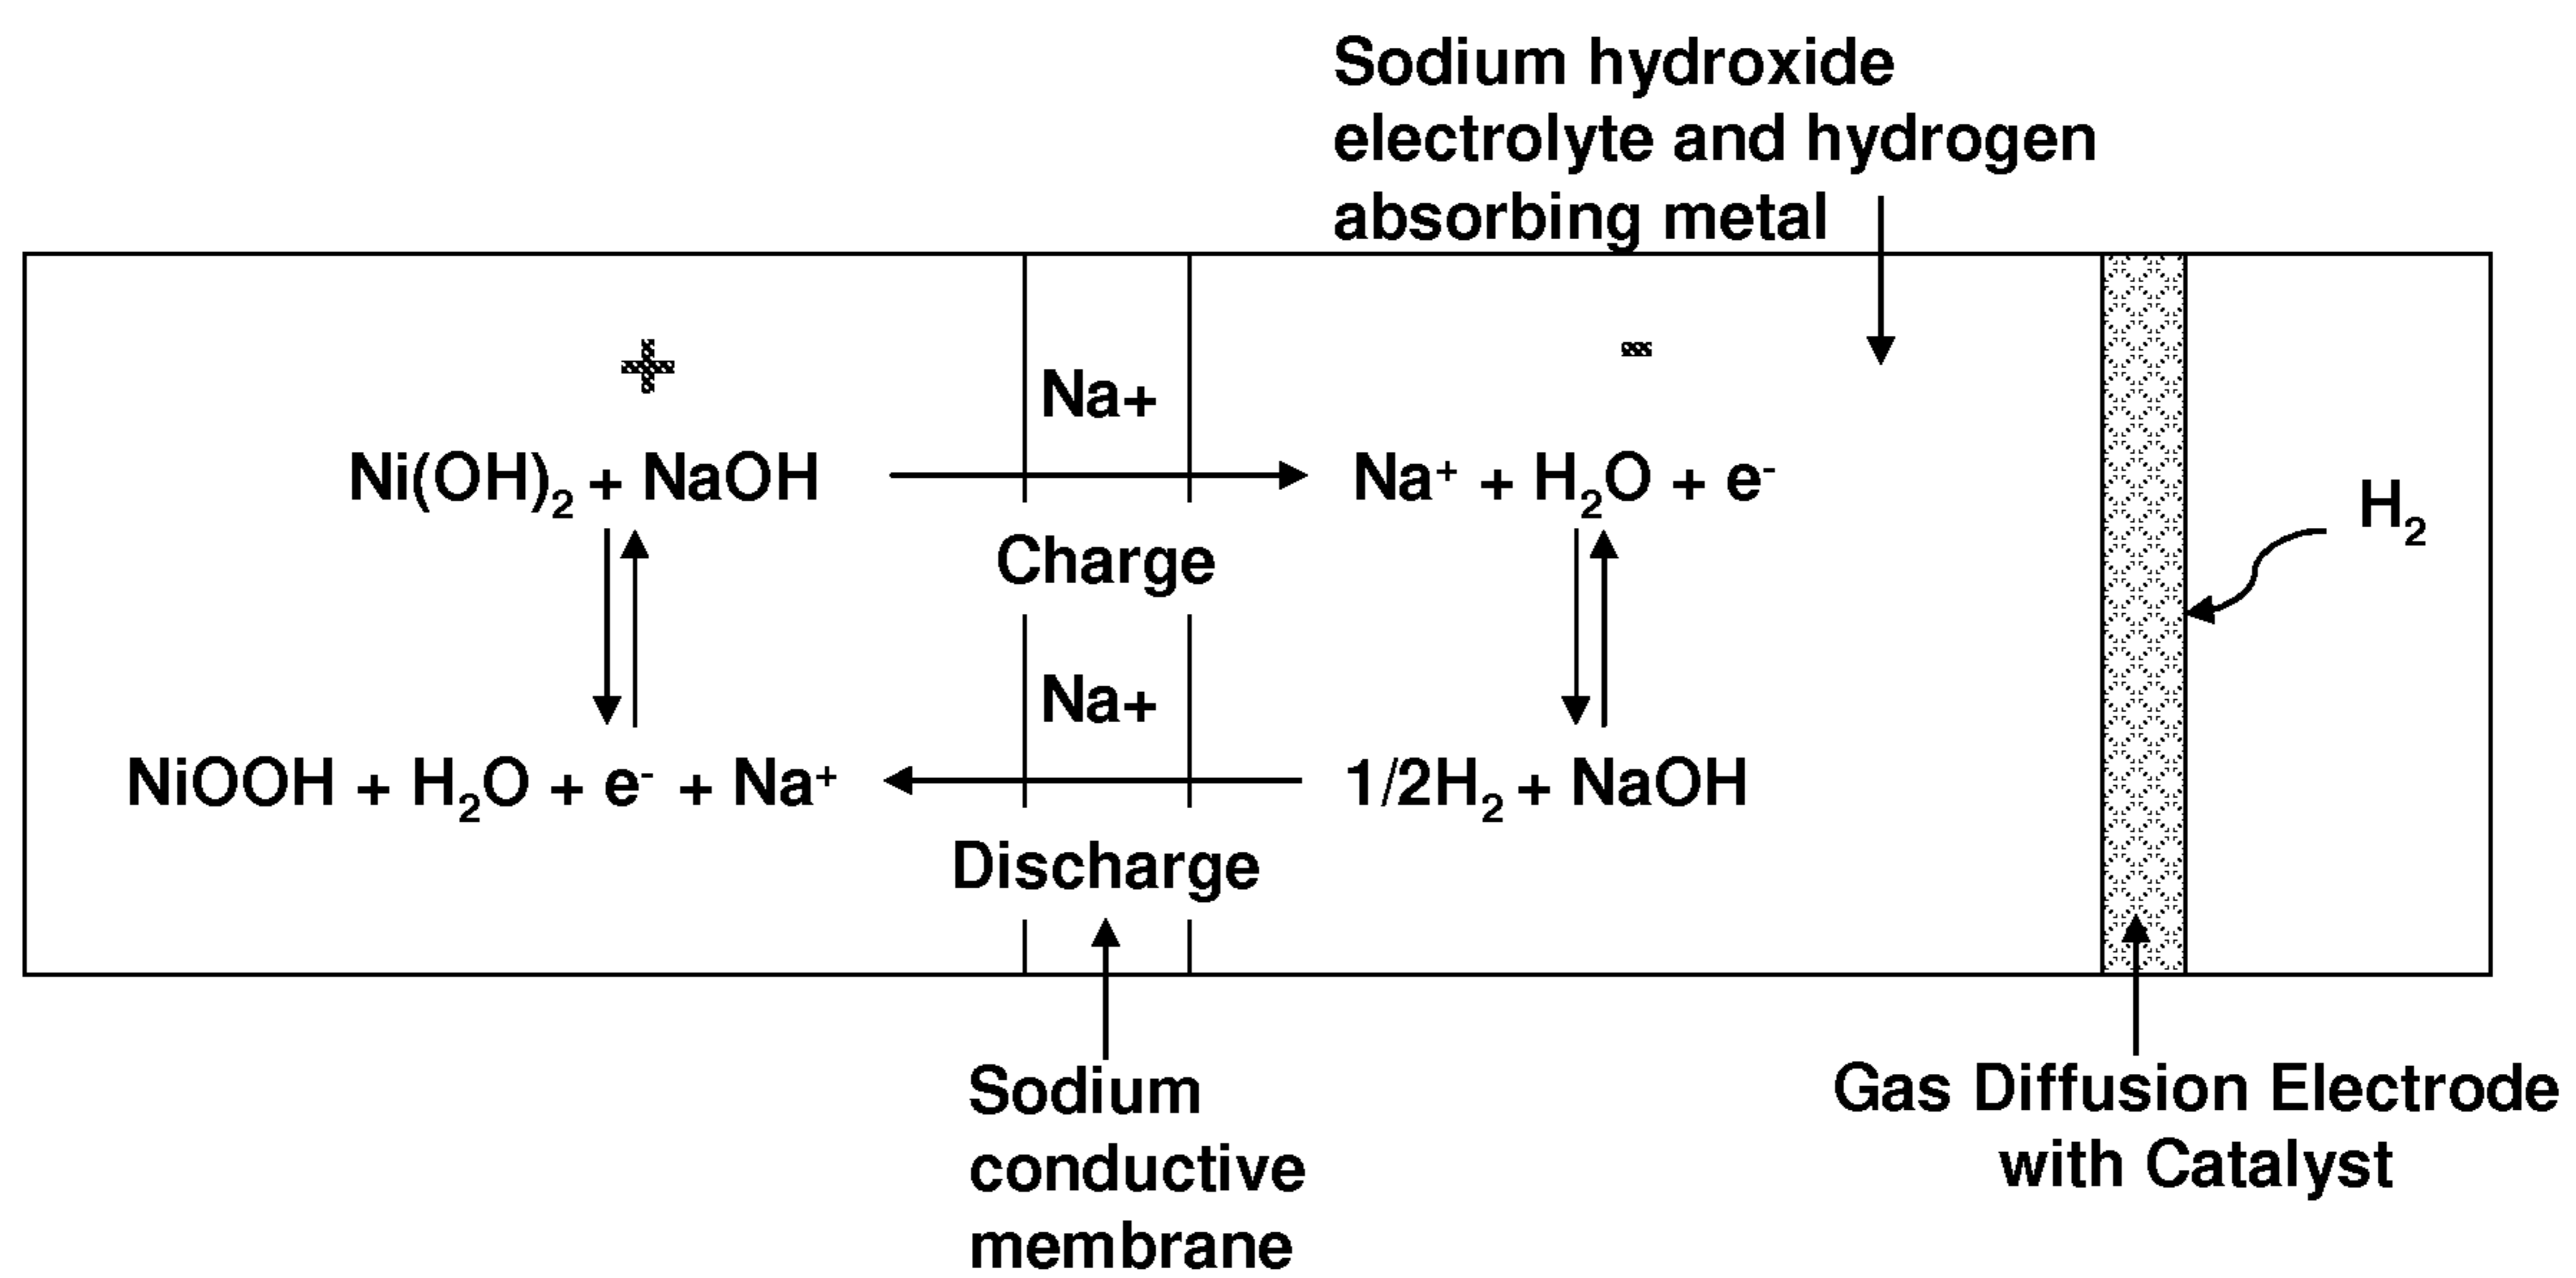 Sodium hydroxide
electrolyte and hydrogen
absorbing metal
+
-
Na+
Ni(OH)₂ + NaOH
Na⁺ + H₂O + e⁻
H₂
Charge
Na+
NiOOH + H₂O + e⁻ + Na⁺
1/2H₂ + NaOH
Discharge
Sodium
conductive
membrane
Gas Diffusion Electrode
with Catalyst